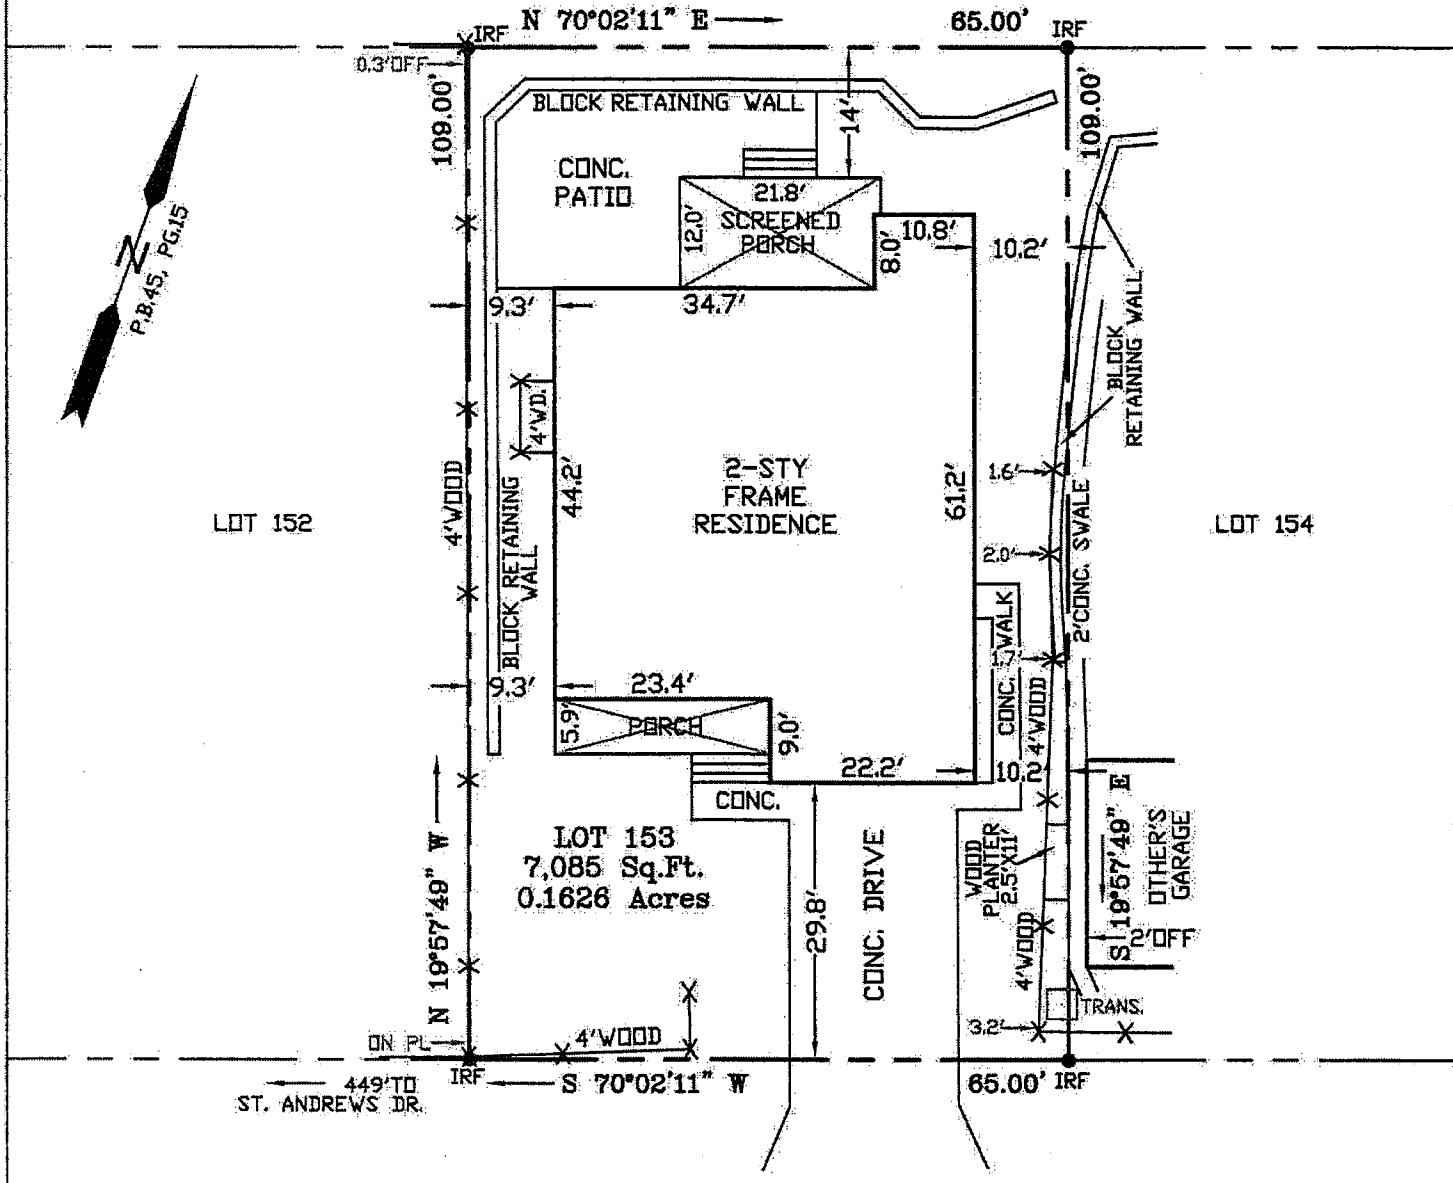 N 70°02'11" E
65.00'
IRF
IRF
0.3'OFF
109.00'
109.00'
BLOCK RETAINING WALL
14'
CONC.
PATIO
21.8'
SCREENED
PORCH
12.0'
10.8'
8.0'
10.2'
P.B.45, PG.15
N
9.3'
34.7'
BLOCK
RETAINING WALL
4'WD.
44.2'
2-STY
FRAME
RESIDENCE
61.2'
1.6'
LOT 152
4'WOOD
BLOCK RETAINING
WALL
2.0'
2'CONC. SWALE
LOT 154
CONC. WALK
1.7'
9.3'
23.4'
5.9'
PORCH
9.0'
4'WOOD
22.2'
10.2'
CONC.
LOT 153
7,085 Sq.Ft.
0.1626 Acres
N 19°57'49" W
29.8'
CONC. DRIVE
WOOD
PLANTER
2.5'X11'
S 19°57'49" E
OTHER'S
GARAGE
2'OFF
4'WOOD
TRANS.
3.2'
ON PL
4'WOOD
IRF
S 70°02'11" W
65.00'
IRF
449'TO
ST. ANDREWS DR.